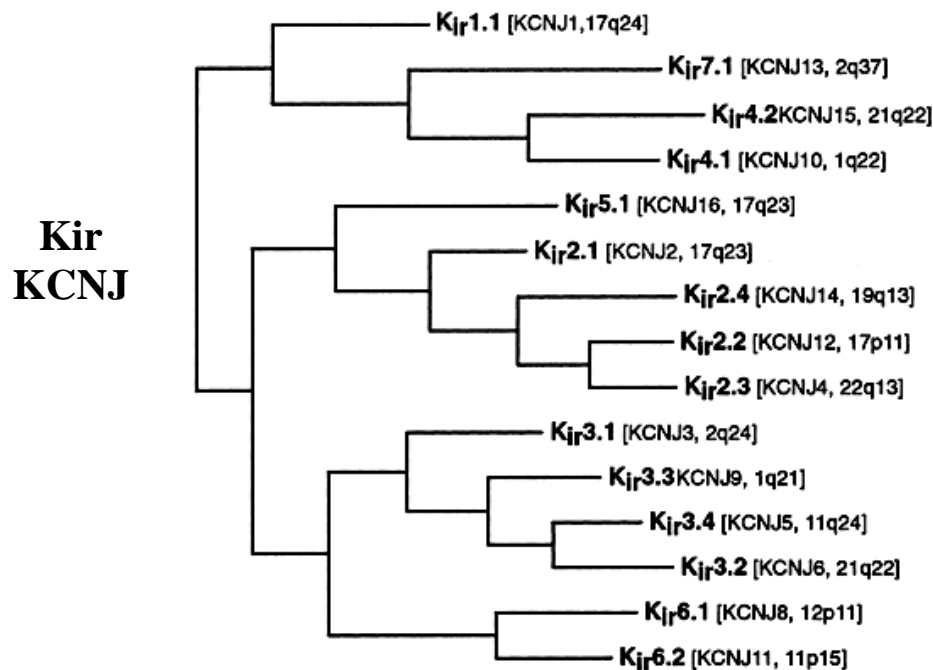 Kir1.1 [KCNJ1,17q24]
Kir7.1 [KCNJ13, 2q37]
Kir4.2KCNJ15, 21q22]
Kir4.1 [KCNJ10, 1q22]
Kir5.1 [KCNJ16, 17q23]
Kir
KCNJ
Kir2.1 [KCNJ2, 17q23]
Kir2.4 [KCNJ14, 19q13]
Kir2.2 [KCNJ12, 17p11]
Kir2.3 [KCNJ4, 22q13]
Kir3.1 [KCNJ3, 2q24]
Kir3.3KCNJ9, 1q21]
Kir3.4 [KCNJ5, 11q24]
Kir3.2 [KCNJ6, 21q22]
Kir6.1 [KCNJ8, 12p11]
Kir6.2 [KCNJ11, 11p15]